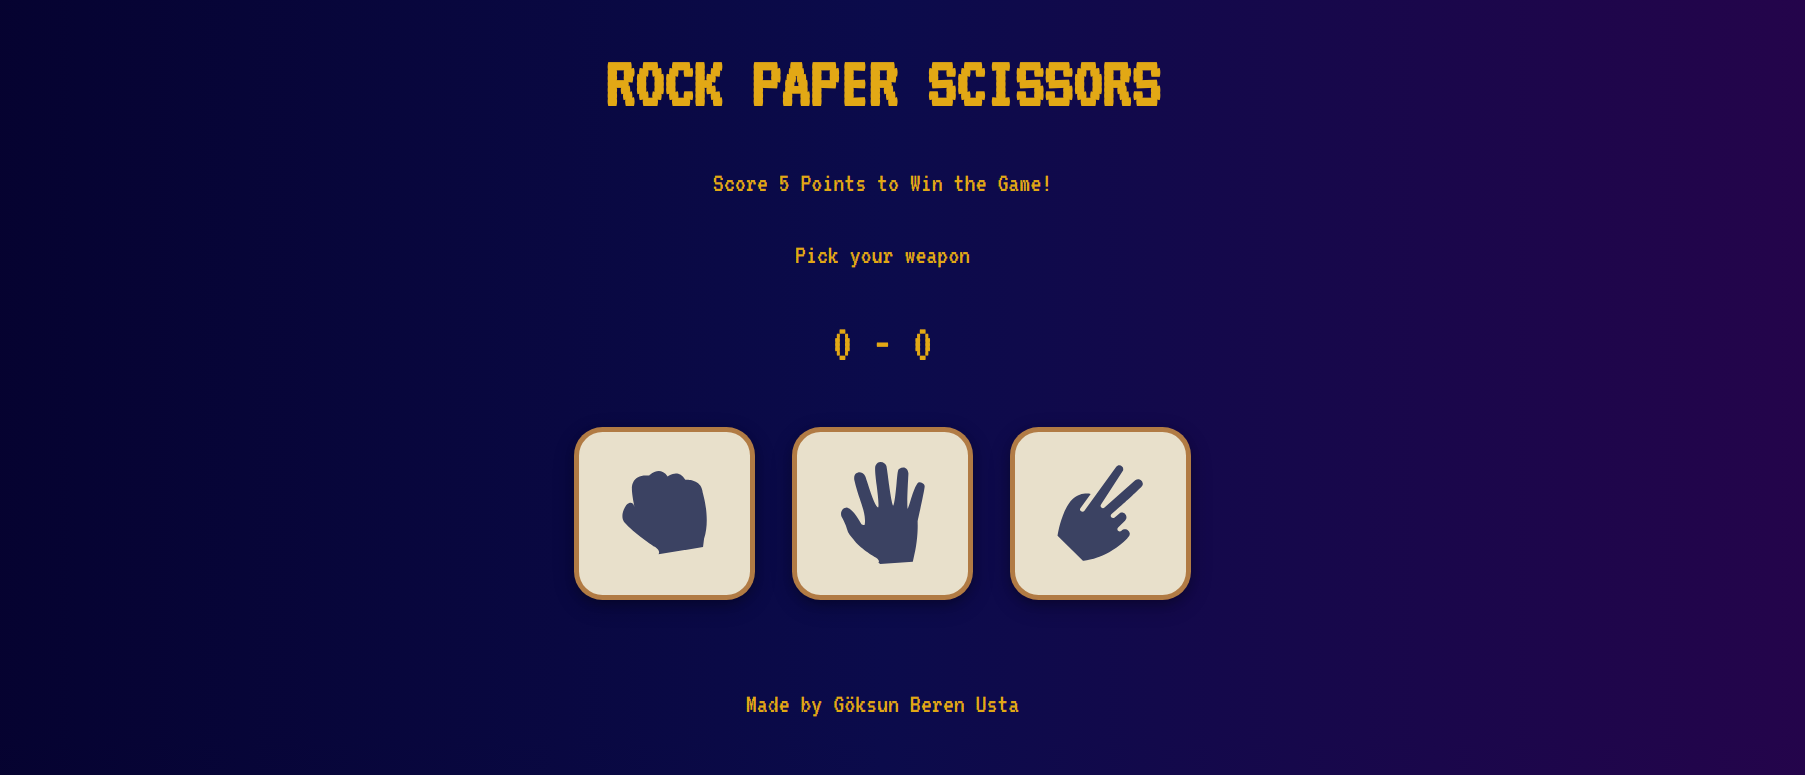 ROCK PAPER SCISSORS
Score 5 Points to Win the Game!
Pick your weapon
0 - 0
Made by Göksun Beren Usta